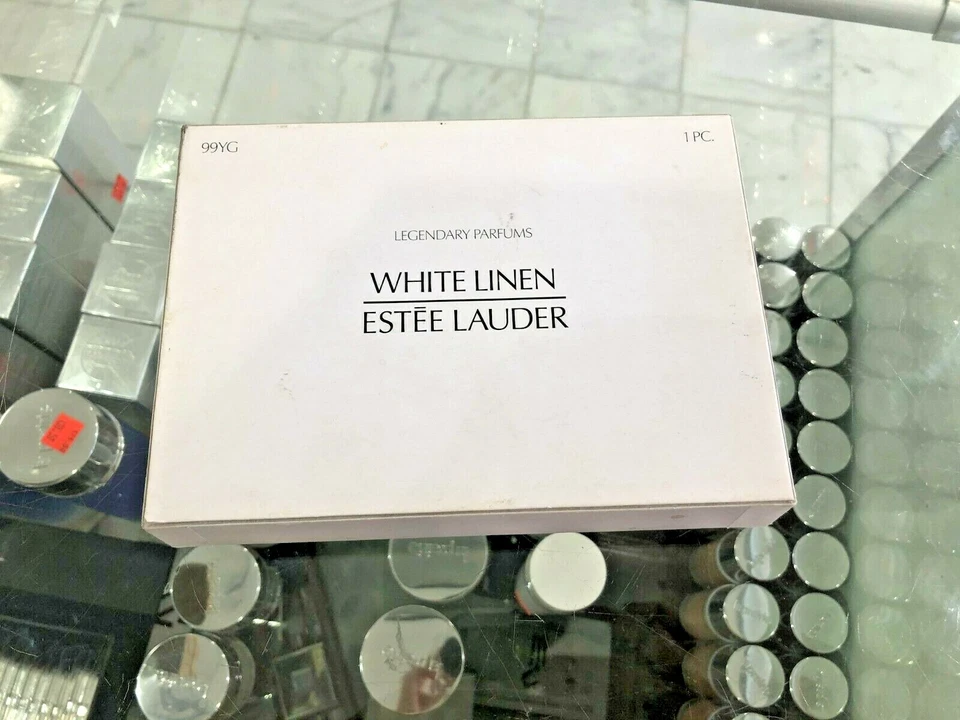 99YG
1 PC.
LEGENDARY PARFUMS
WHITE LINEN
ESTĒE LAUDER